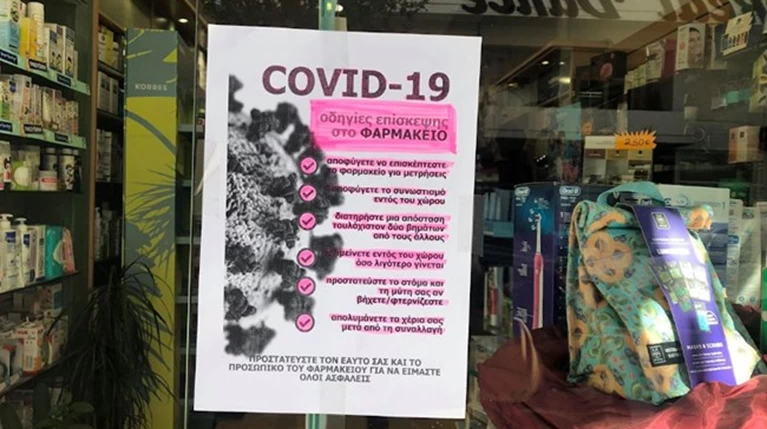 COVID-19
οδηγίες επίσκεψης
στο ΦΑΡΜΑΚΕΙΟ
αποφύγετε να επισκέπτεστε
το φαρμακείο για μετρήσεις
αποφύγετε το συνωστισμό
εντός του χώρου
διατηρήστε μια απόσταση
τουλάχιστον δύο βημάτων
από τους άλλους
μείνετε εντός του χώρου
όσο λιγότερο γίνεται
προστατεύστε το στόμα και
τη μύτη σας αν
βήχετε/φτερνίζεστε
απολυμάνετε τα χέρια σας
μετά από τη συναλλαγή
ΠΡΟΣΤΑΤΕΥΣΤΕ ΤΟΝ ΕΑΥΤΟ ΣΑΣ ΚΑΙ ΤΟ
ΠΡΟΣΩΠΙΚΟ ΤΟΥ ΦΑΡΜΑΚΕΙΟΥ ΓΙΑ ΝΑ ΕΙΜΑΣΤΕ
ΟΛΟΙ ΑΣΦΑΛΕΙΣ
KORRES
Oral B